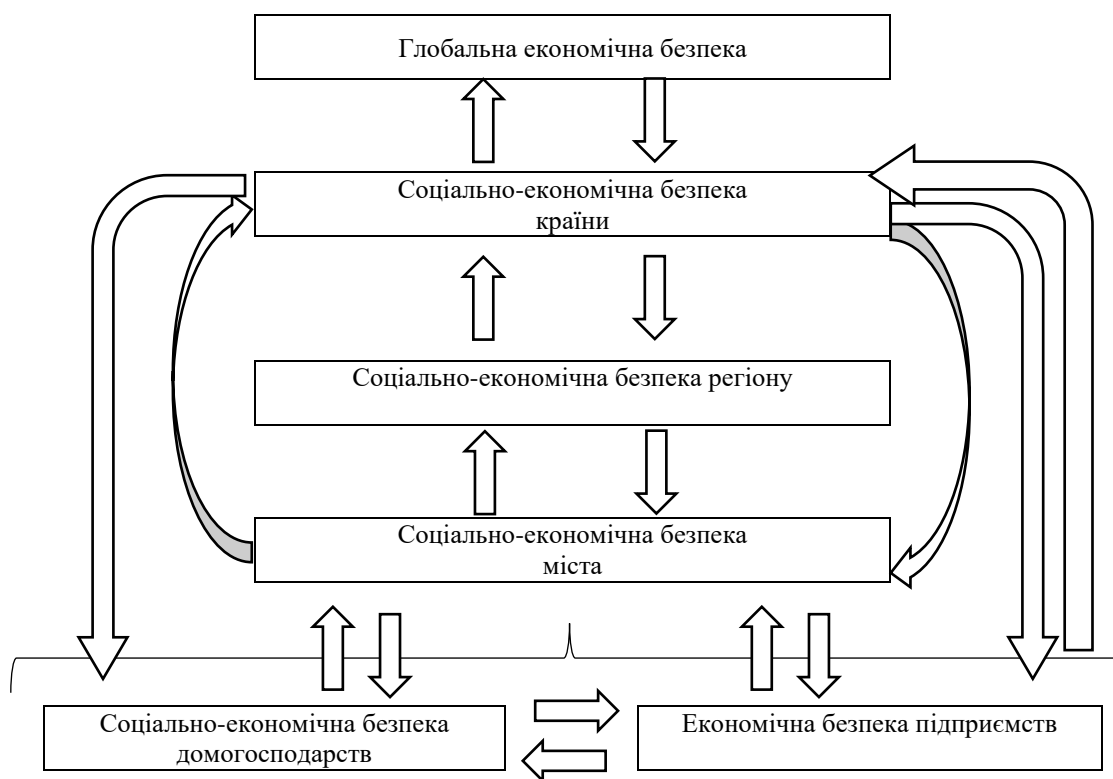 Глобальна економічна безпека
Соціально-економічна безпека
країни
Соціально-економічна безпека регіону
Соціально-економічна безпека
міста
Соціально-економічна безпека
домогосподарств
Економічна безпека підприємств